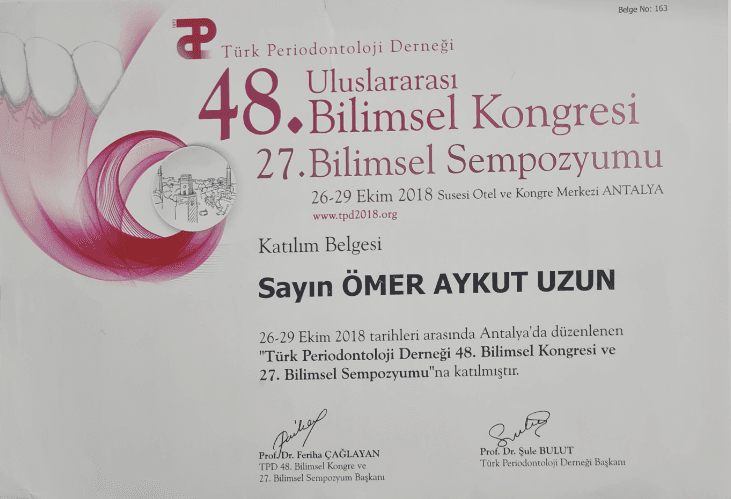 Belge No: 163
Türk Periodontoloji Derneği
48. Uluslararası
Bilimsel Kongresi
27. Bilimsel Sempozyumu
26-29 Ekim 2018 Susesi Otel ve Kongre Merkezi ANTALYA
www.tpd2018.org
Katılım Belgesi
Sayın ÖMER AYKUT UZUN
26-29 Ekim 2018 tarihleri arasında Antalya'da düzenlenen
"Türk Periodontoloji Derneği 48. Bilimsel Kongresi ve
27. Bilimsel Sempozyumu"na katılmıştır.
Prof. Dr. Feriha ÇAĞLAYAN
TPD 48. Bilimsel Kongre ve
27. Bilimsel Sempozyum Başkanı
Prof. Dr. Şule BULUT
Türk Periodontoloji Derneği Başkanı